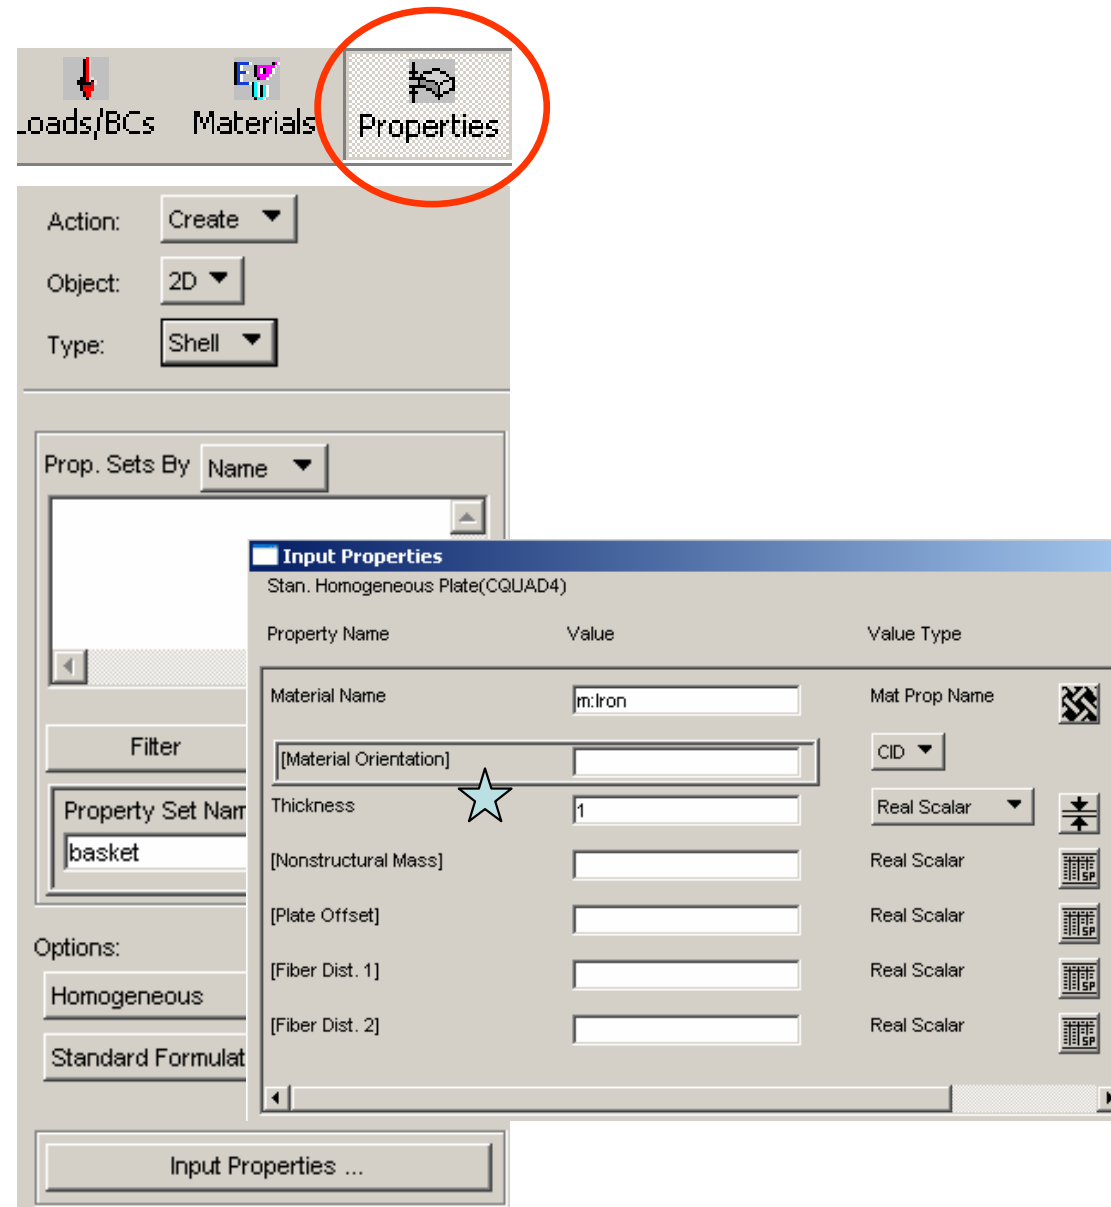 Loads/BCs Materials Properties
Action: Create
Object: 2D
Type: Shell
Prop. Sets By Name
Filter
Property Set Nam
basket
Options:
Homogeneous
Standard Formulat
Input Properties ...
Input Properties
Stan. Homogeneous Plate(CQUAD4)
Property Name Value Value Type
Material Name m:Iron Mat Prop Name
[Material Orientation] CID
Thickness 1 Real Scalar
[Nonstructural Mass] Real Scalar
[Plate Offset] Real Scalar
[Fiber Dist. 1] Real Scalar
[Fiber Dist. 2] Real Scalar